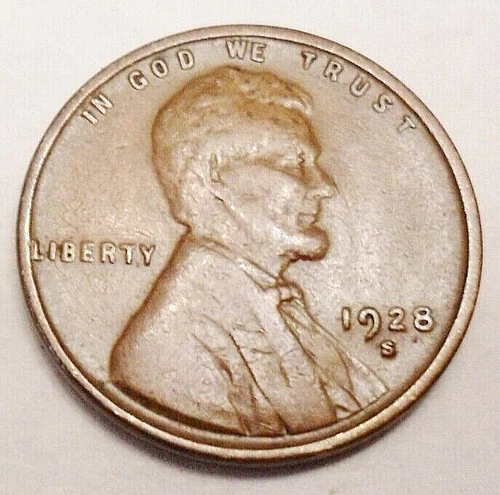 IN GOD WE TRUST
LIBERTY
1928
S